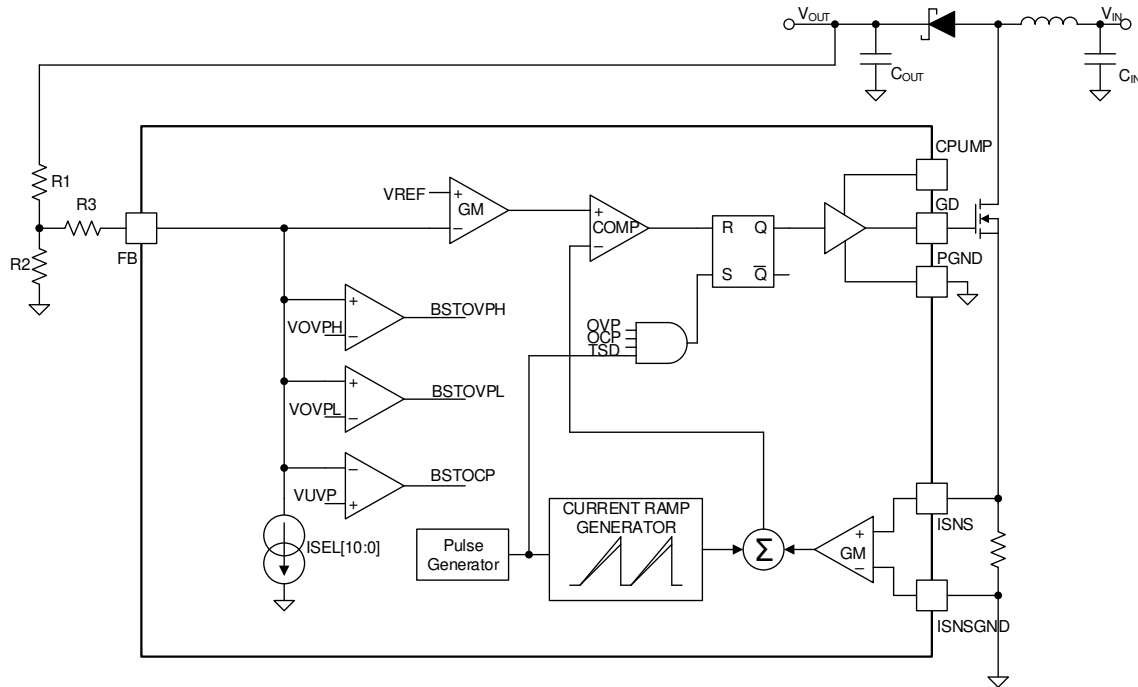 VOUT
VIN
COUT
CIN
CPUMP
R1
VREF
+
GM
−
+
COMP
−
R
Q
S
Q
GD
R3
FB
R2
PGND
+
VOVPH
−
BSTOVPH
OVP
OCP
TSD
+
VOVPL
−
BSTOVPL
−
VUVP
+
BSTOCP
ISEL[10:0]
Pulse
Generator
CURRENT RAMP
GENERATOR
Σ
+
GM
−
ISNS
ISNSGND